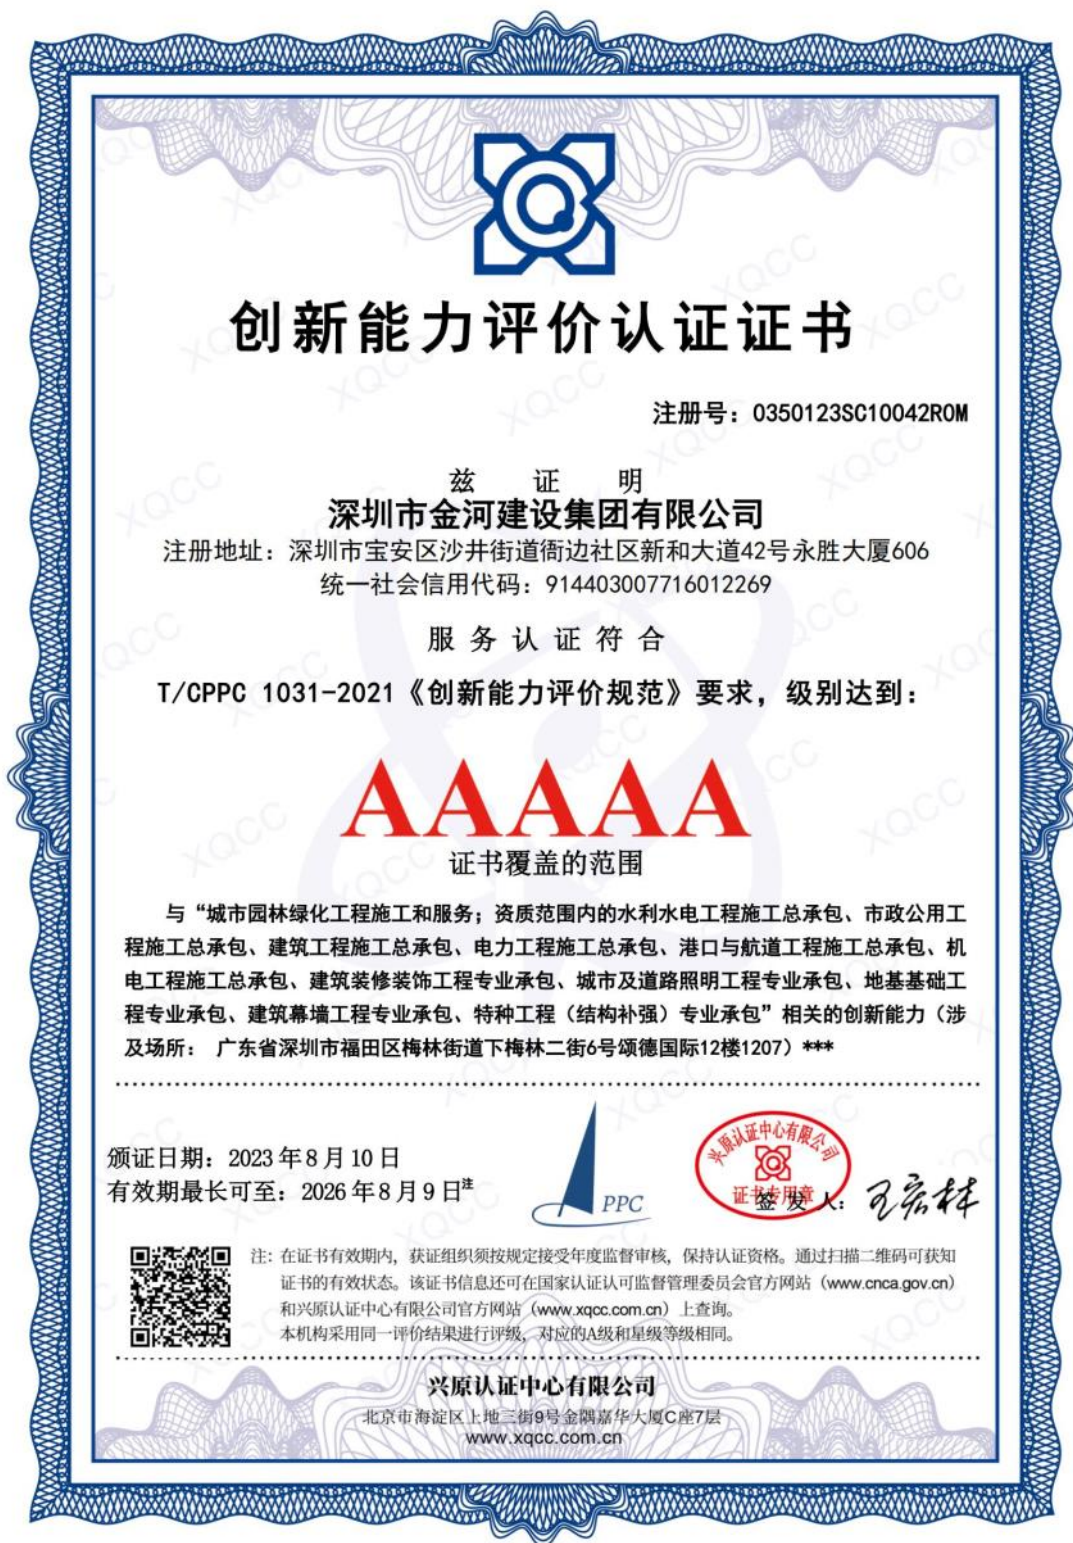 创新能力评价认证证书
注册号：0350123SC10042R0M
兹 证 明
深圳市金河建设集团有限公司
注册地址：深圳市宝安区沙井街道衙边社区新和大道42号永胜大厦606
统一社会信用代码：914403007716012269
服务认证符合
T/CPPC 1031-2021《创新能力评价规范》要求，级别达到：
AAAAA
证书覆盖的范围
与“城市园林绿化工程施工和服务；资质范围内的水利水电工程施工总承包、市政公用工
程施工总承包、建筑工程施工总承包、电力工程施工总承包、港口与航道工程施工总承包、机
电工程施工总承包、建筑装修装饰工程专业承包、城市及道路照明工程专业承包、地基基础工
程专业承包、建筑幕墙工程专业承包、特种工程（结构补强）专业承包”相关的创新能力（涉
及场所： 广东省深圳市福田区梅林街道下梅林二街6号颂德国际12楼1207）***
颁证日期：2023年8月10日
有效期最长可至：2026年8月9日注
PPC
兴原认证中心有限公司
证书专用章
签发人：王宏林
注：在证书有效期内，获证组织须按规定接受年度监督审核，保持认证资格。通过扫描二维码可获知
证书的有效状态。该证书信息还可在国家认证认可监督管理委员会官方网站（www.cnca.gov.cn）
和兴原认证中心有限公司官方网站（www.xqcc.com.cn）上查询。
本机构采用同一评价结果进行评级，对应的A级和星级等级相同。
兴原认证中心有限公司
北京市海淀区上地三街9号金隅嘉华大厦C座7层
www.xqcc.com.cn